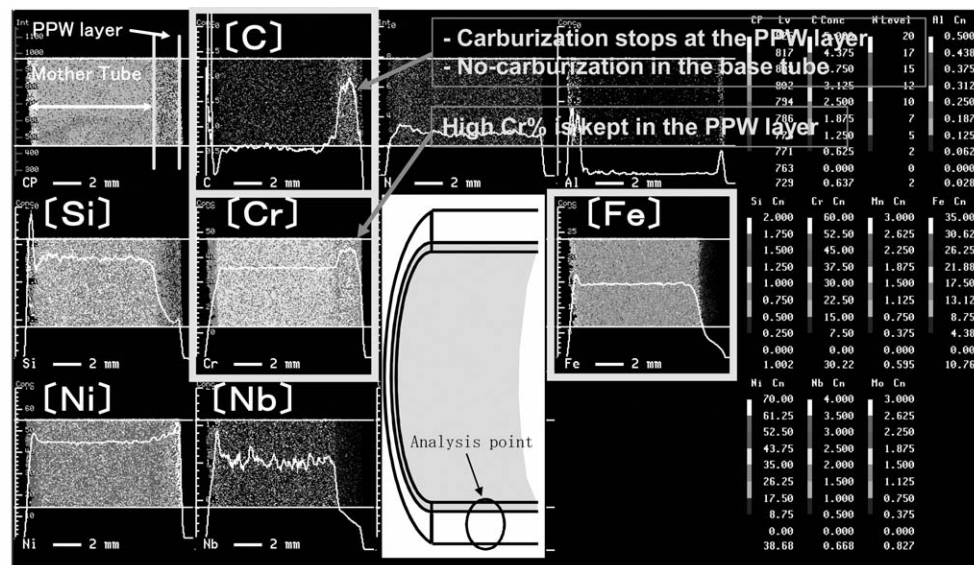 PPW layer
Mother Tube
[C]
- Carburization stops at the PPW layer
- No-carburization in the base tube
High Cr% is kept in the PPW layer
CP 2 mm
C 2 mm
N 2 mm
Al 2 mm
[Si]
[Cr]
[Fe]
Si 2 mm
Cr 2 mm
Fe 2 mm
[Ni]
[Nb]
Analysis point
Ni 2 mm
Nb 2 mm
CP Lv C Conc N Level Al Cn
20 0.500
817 4.375 17 0.438
15 0.375
802 3.125 12 0.312
794 2.500 10 0.250
786 1.875 7 0.187
1.250 5 0.125
771 0.625 2 0.062
763 0.000 0 0.000
729 0.637 2 0.028
Si Cn Cr Cn Mn Cn Fe Cn
2.000 60.00 3.000 35.00
1.750 52.50 2.625 30.62
1.500 45.00 2.250 26.25
1.250 37.50 1.875 21.88
1.000 30.00 1.500 17.50
0.750 22.50 1.125 13.12
0.500 15.00 0.750 8.75
0.250 7.50 0.375 4.38
0.000 0.00 0.000 0.00
1.002 30.22 0.595 10.76
Ni Cn Nb Cn Mo Cn
70.00 4.000 3.000
61.25 3.500 2.625
52.50 3.000 2.250
43.75 2.500 1.875
35.00 2.000 1.500
26.25 1.500 1.125
17.50 1.000 0.750
8.75 0.500 0.375
0.00 0.000 0.000
38.68 0.668 0.827